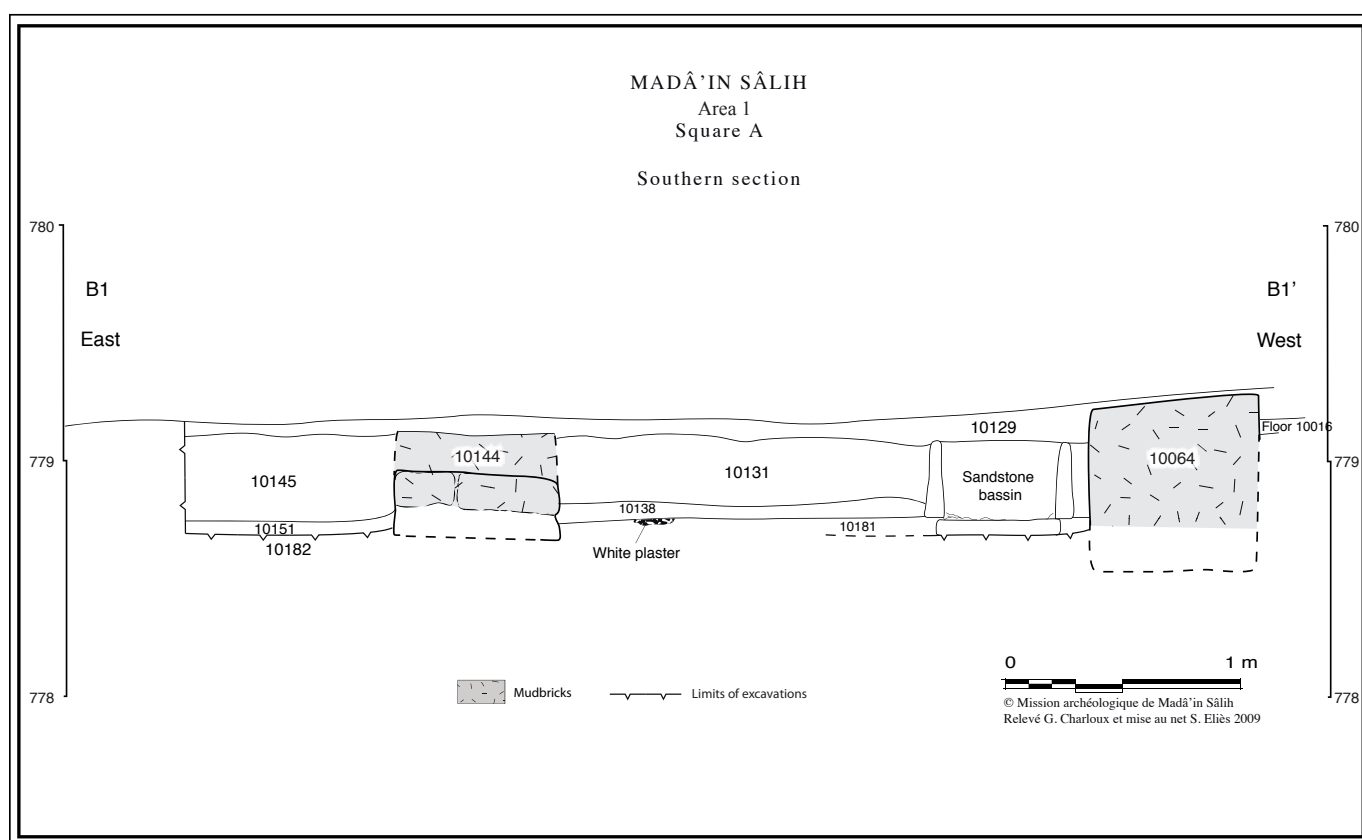 MADÂ'IN SÂLIH
Area 1
Square A
Southern section
780
780
B1
B1'
East
West
10129
Floor 10016
779
10144
10064
779
10145
10131
Sandstone
bassin
10138
10151
10181
10182
White plaster
778
Mudbricks
Limits of excavations
0
1 m
778
© Mission archéologique de Madâ'in Sâlih
Relevé G. Charloux et mise au net S. Eliès 2009